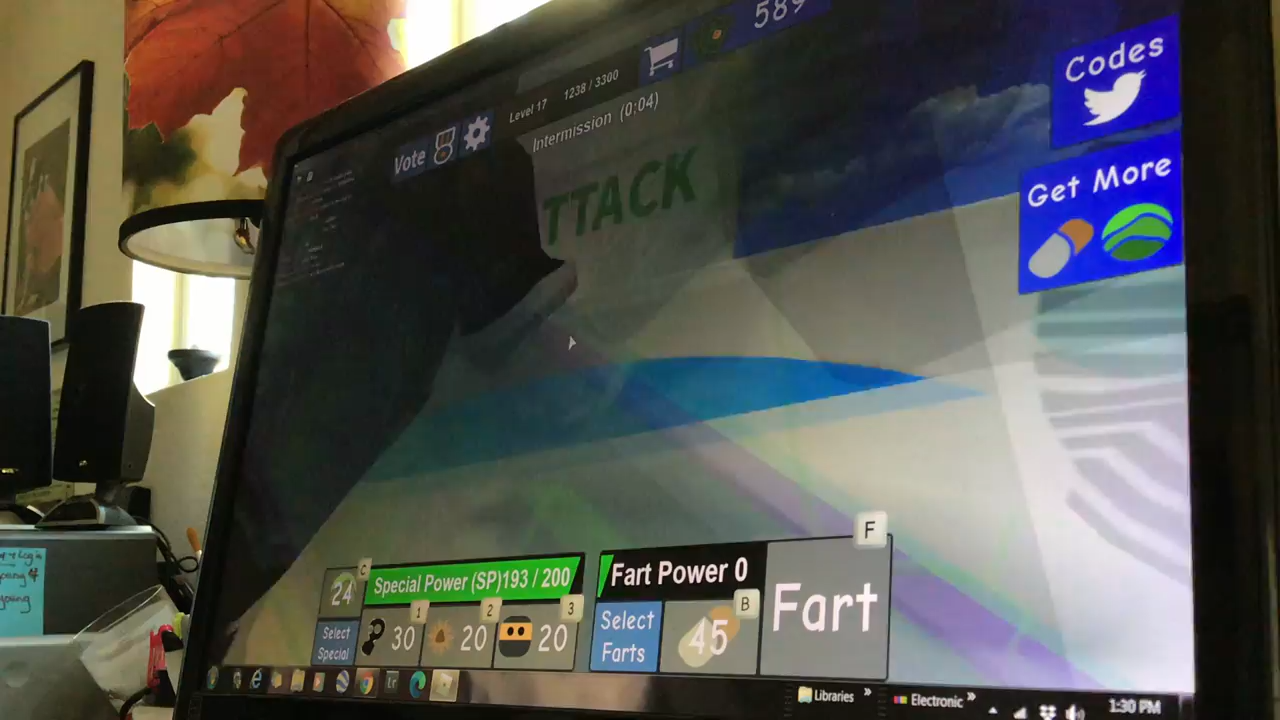 589
Codes
Level 17 1238 / 3300
Vote
Intermission (0:04)
TTACK
Get More
F
C
24
Special Power (SP)193 / 200
Fart Power 0
Fart
1
2
3
B
Select
Special
30
20
20
Select
Farts
45
Libraries »
Electronic »
1:30 PM
Lr